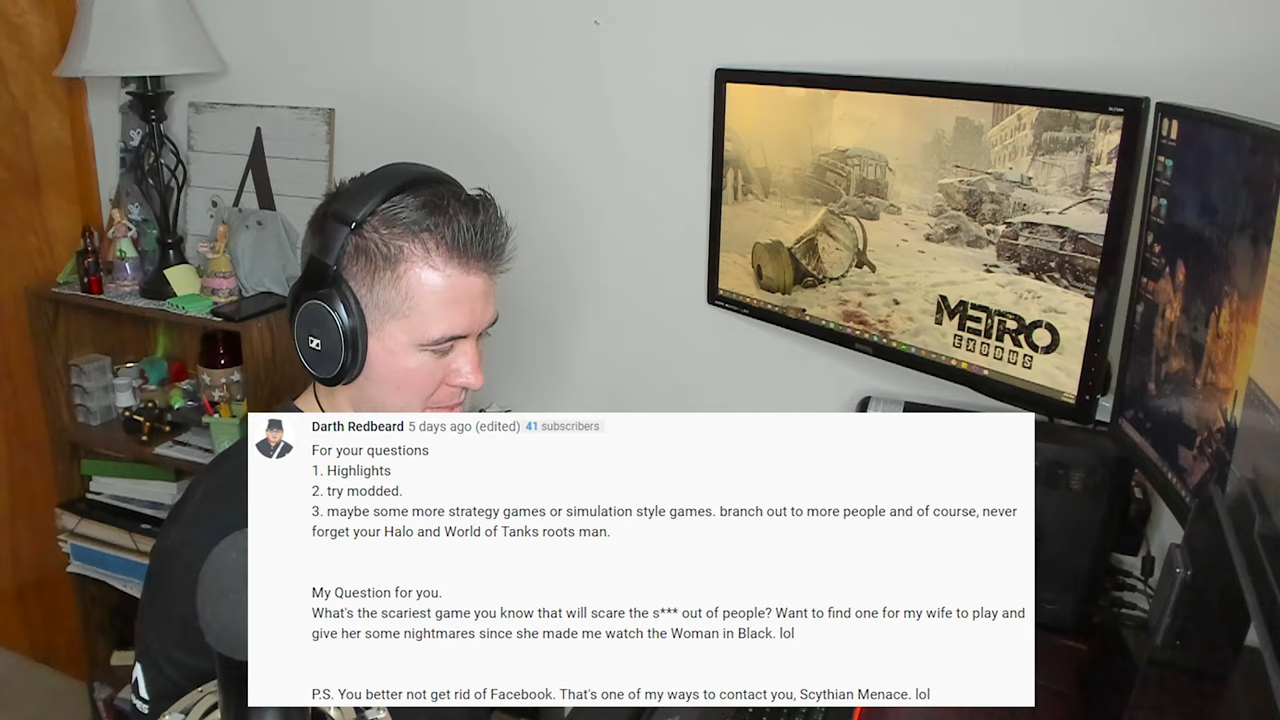 A
METRO
EXODUS
Darth Redbeard 5 days ago (edited) 41 subscribers
For your questions
1. Highlights
2. try modded.
3. maybe some more strategy games or simulation style games. branch out to more people and of course, never
forget your Halo and World of Tanks roots man.
My Question for you.
What's the scariest game you know that will scare the s*** out of people? Want to find one for my wife to play and
give her some nightmares since she made me watch the Woman in Black. lol
P.S. You better not get rid of Facebook. That's one of my ways to contact you, Scythian Menace. lol